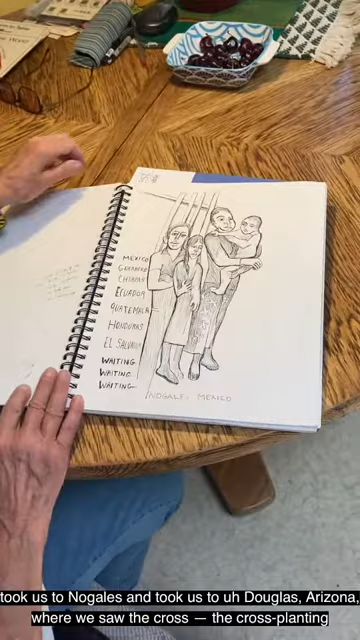 MEXICO
GUERRERO
CHIAPAS
ECUADOR
GUATEMALA
HONDURAS
EL SALVADOR
WAITING
WAITING
WAITING
NOGALES MEXICO
took us to Nogales and took us to uh Douglas, Arizona,
where we saw the cross — the cross-planting